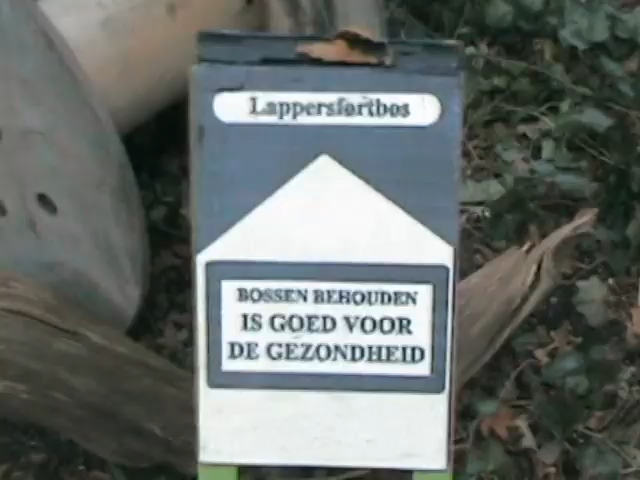 Lappersfortbos
BOSSEN BEHOUDEN
IS GOED VOOR
DE GEZONDHEID